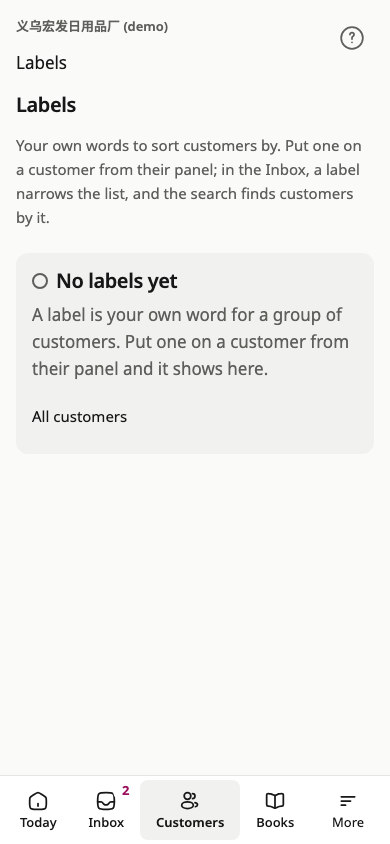 义乌宏发日用品厂 (demo)
Labels
Labels
Your own words to sort customers by. Put one on
a customer from their panel; in the Inbox, a label
narrows the list, and the search finds customers
by it.
No labels yet
A label is your own word for a group of
customers. Put one on a customer from
their panel and it shows here.
All customers
2
Today
Inbox
Customers
Books
More